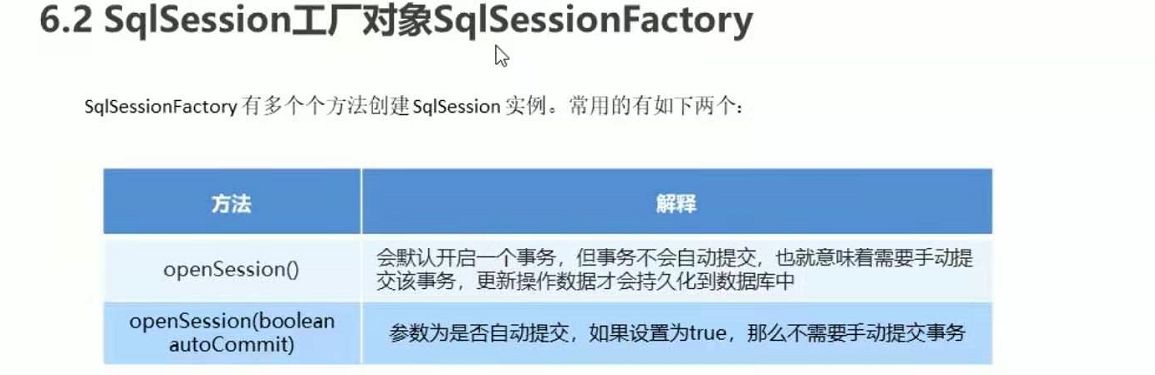 6.2 SqlSession工厂对象SqlSessionFactory
SqlSessionFactory 有多个个方法创建 SqlSession 实例。常用的有如下两个：
方法
解释
openSession()
会默认开启一个事务，但事务不会自动提交，也就意味着需要手动提
交该事务，更新操作数据才会持久化到数据库中
openSession(boolean
autoCommit)
参数为是否自动提交，如果设置为true，那么不需要手动提交事务